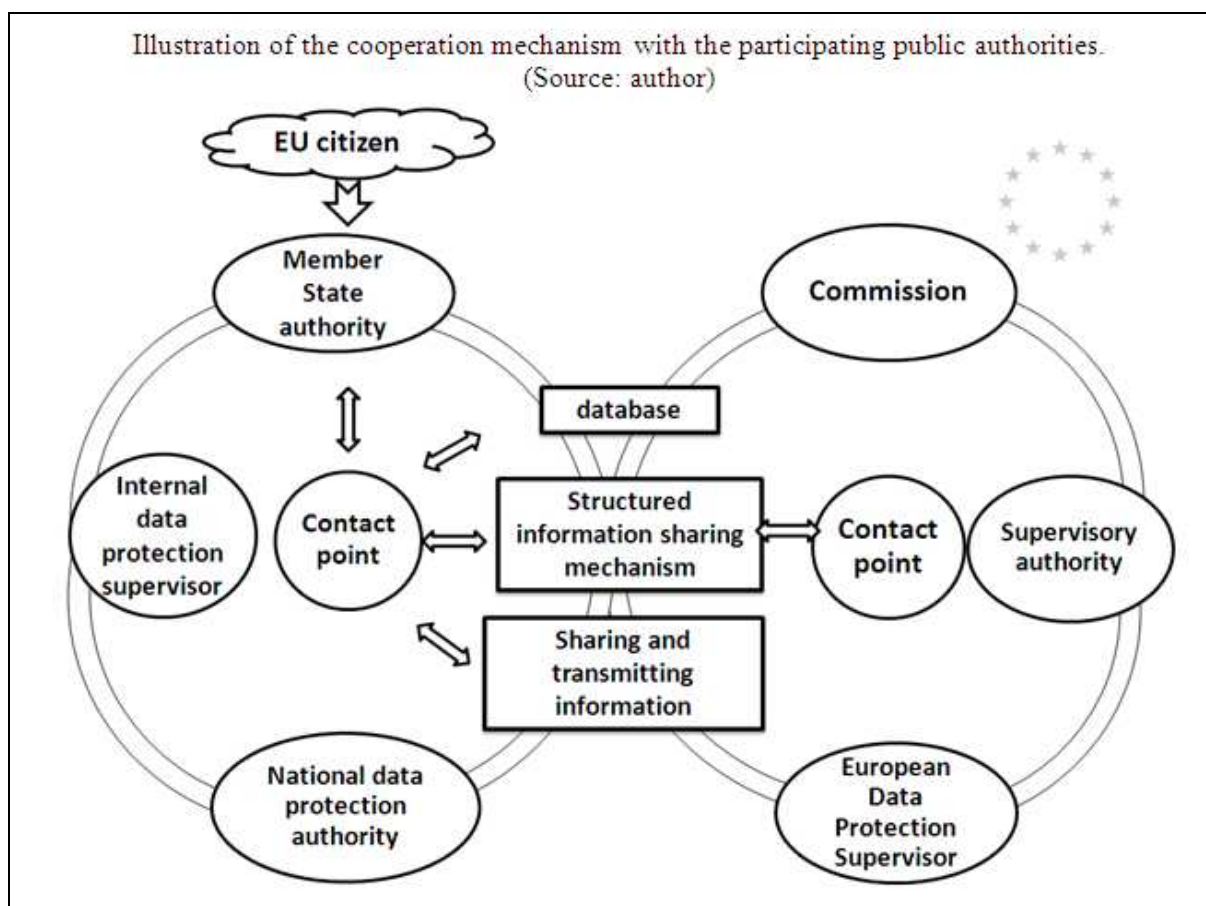 Illustration of the cooperation mechanism with the participating public authorities.
(Source: author)
EU citizen
Member
State
authority
Commission
database
Internal
data
protection
supervisor
Contact
point
Structured
information sharing
mechanism
Contact
point
Supervisory
authority
Sharing and
transmitting
information
National data
protection
authority
European
Data
Protection
Supervisor